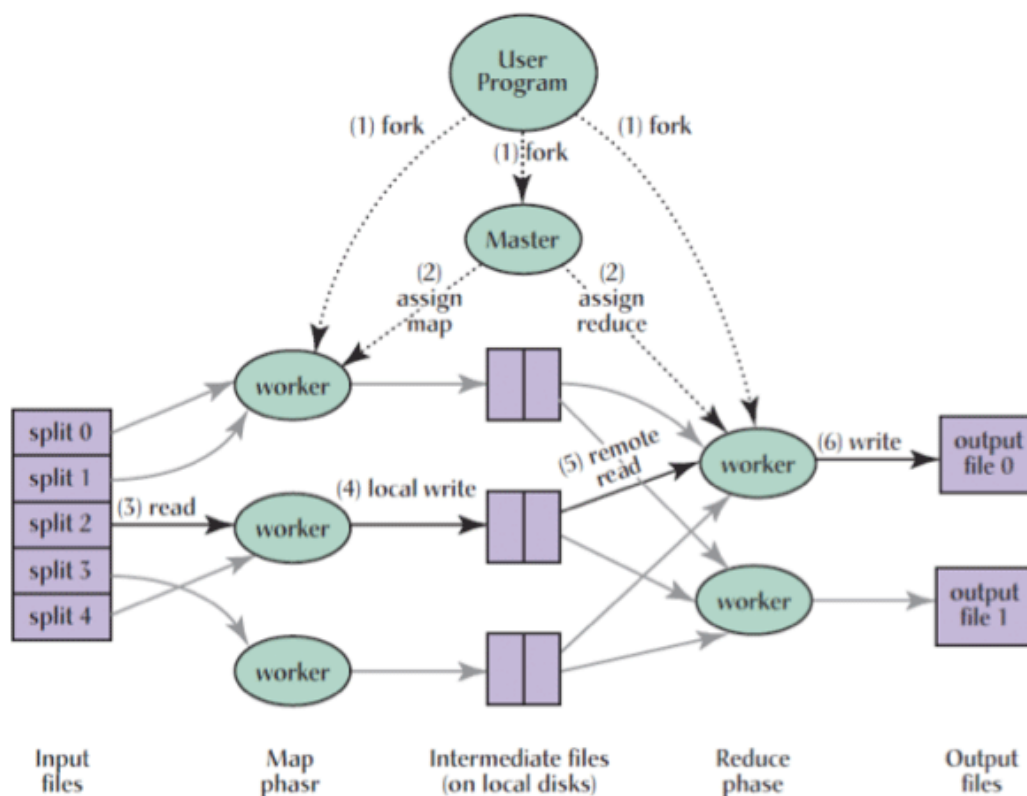 User
Program
(1) fork
(1) fork
(1) fork
Master
(2)
assign
map
(2)
assign
reduce
worker
split 0
split 1
split 2
split 3
split 4
(3) read
worker
(4) local write
worker
(5) remote
read
worker
(6) write
output
file 0
worker
output
file 1
Input
files
Map
phasr
Intermediate files
(on local disks)
Reduce
phase
Output
files